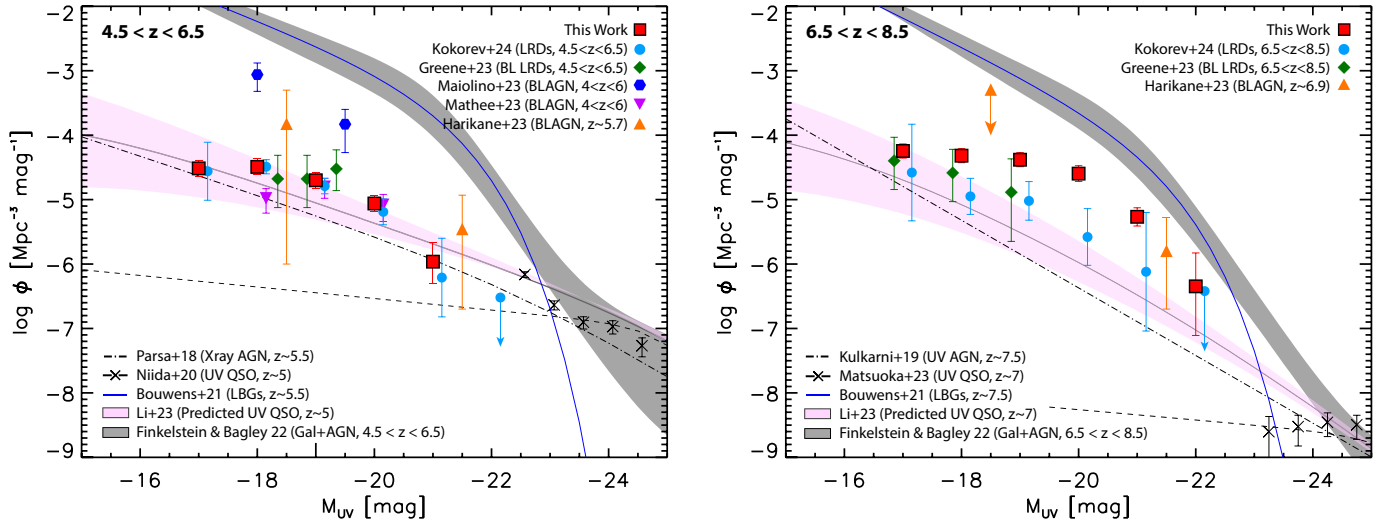 4.5 < z < 6.5
This Work
Kokorev+24 (LRDs, 4.5<z<6.5)
Greene+23 (BL LRDs, 4.5<z<6.5)
Maiolino+23 (BLAGN, 4<z<6)
Mathee+23 (BLAGN, 4<z<6)
Harikane+23 (BLAGN, z~5.7)
−2
−3
−4
−5
−6
−7
−8
−9
log ϕ [Mpc⁻³ mag⁻¹]
Parsa+18 (Xray AGN, z~5.5)
Niida+20 (UV QSO, z~5)
Bouwens+21 (LBGs, z~5.5)
Li+23 (Predicted UV QSO, z~5)
Finkelstein & Bagley 22 (Gal+AGN, 4.5 < z < 6.5)
−16 −18 −20 −22 −24
M_UV [mag]
6.5 < z < 8.5
This Work
Kokorev+24 (LRDs, 6.5<z<8.5)
Greene+23 (BL LRDs, 6.5<z<8.5)
Harikane+23 (BLAGN, z~6.9)
−2
−3
−4
−5
−6
−7
−8
−9
log ϕ [Mpc⁻³ mag⁻¹]
Kulkarni+19 (UV AGN, z~7.5)
Matsuoka+23 (UV QSO, z~7)
Bouwens+21 (LBGs, z~7.5)
Li+23 (Predicted UV QSO, z~7)
Finkelstein & Bagley 22 (Gal+AGN, 6.5 < z < 8.5)
−16 −18 −20 −22 −24
M_UV [mag]